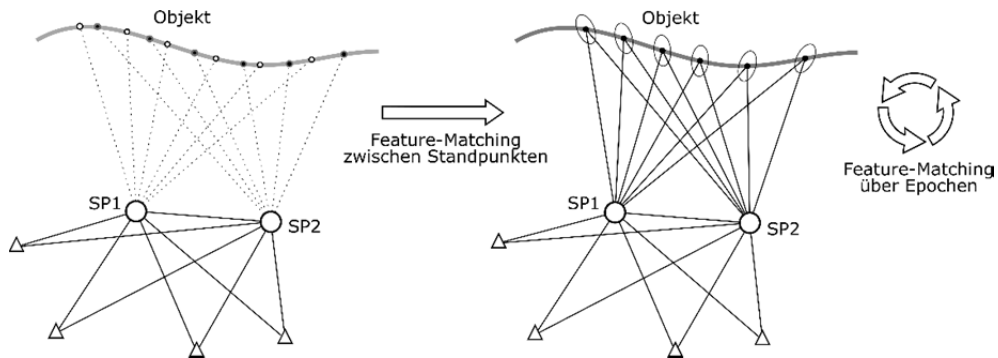 Objekt
Feature-Matching
zwischen Standpunkten
SP1
SP2
Objekt
SP1
SP2
Feature-Matching
über Epochen